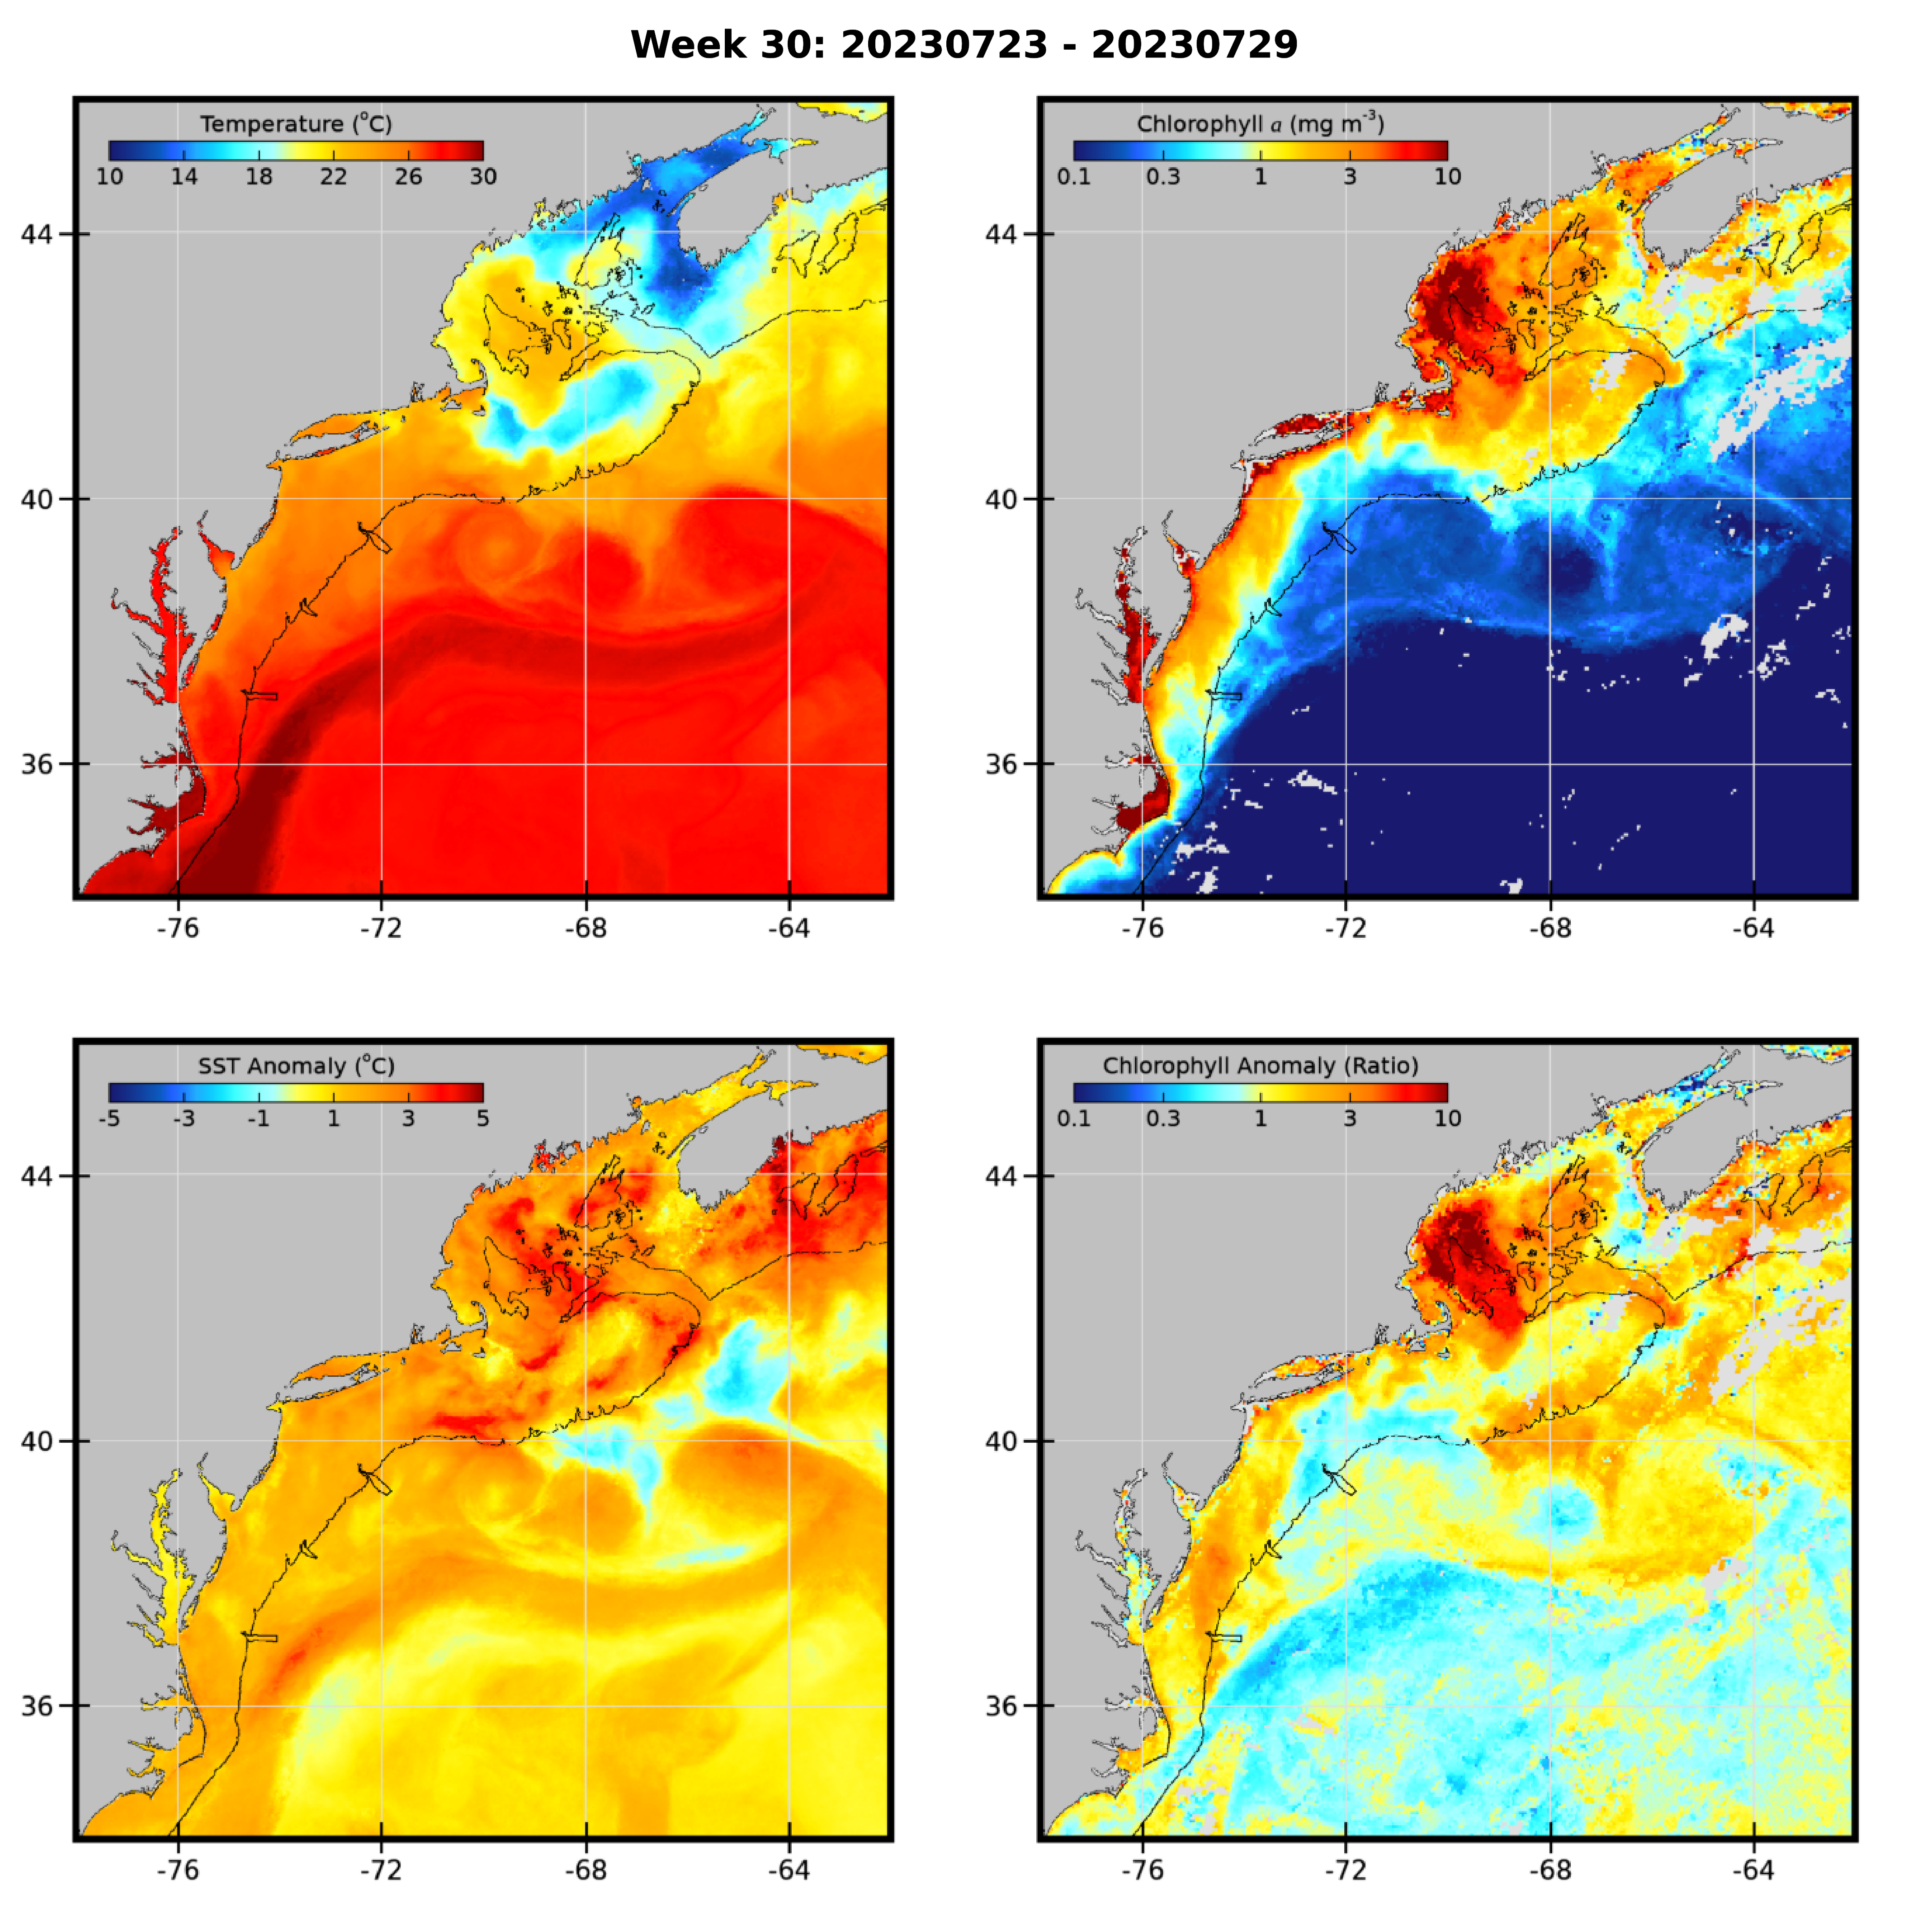 Week 30: 20230723 - 20230729
Temperature (°C)
10 14 18 22 26 30
44
40
36
-76 -72 -68 -64
Chlorophyll a (mg m⁻³)
0.1 0.3 1 3 10
44
40
36
-76 -72 -68 -64
SST Anomaly (°C)
-5 -3 -1 1 3 5
44
40
36
-76 -72 -68 -64
Chlorophyll Anomaly (Ratio)
0.1 0.3 1 3 10
44
40
36
-76 -72 -68 -64